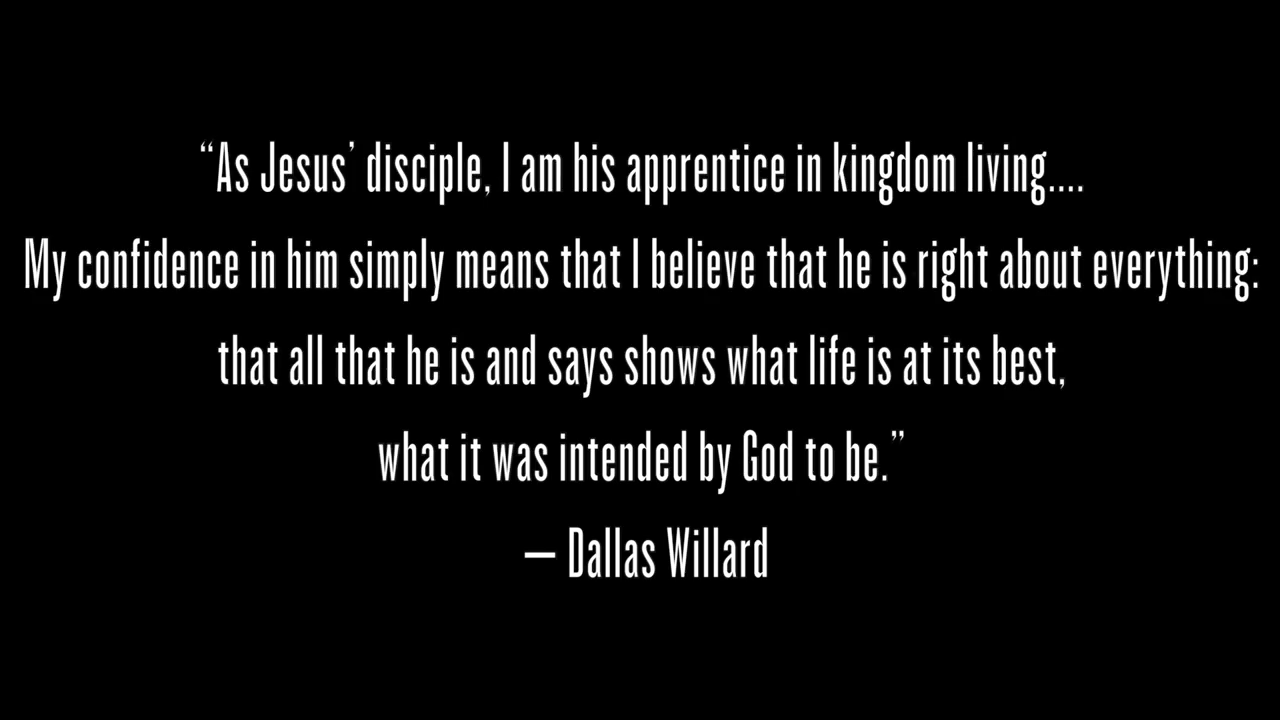 “As Jesus’ disciple, I am his apprentice in kingdom living....
My confidence in him simply means that I believe that he is right about everything:
that all that he is and says shows what life is at its best,
what it was intended by God to be.”
— Dallas Willard